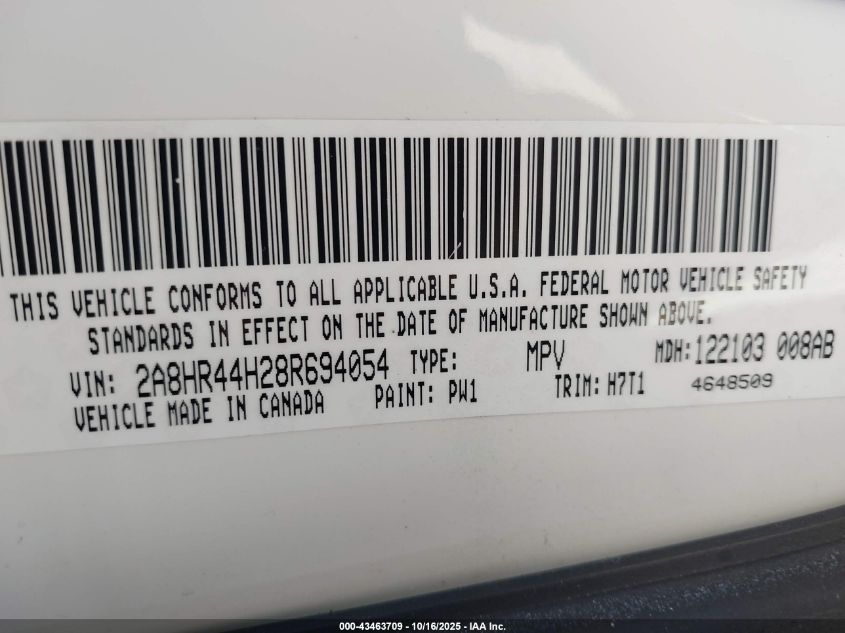 THIS VEHICLE CONFORMS TO ALL APPLICABLE U.S.A. FEDERAL MOTOR VEHICLE SAFETY
STANDARDS IN EFFECT ON THE DATE OF MANUFACTURE SHOWN ABOVE.
VIN: 2A8HR44H28R694054 TYPE: MPV MDH:122103 008AB
VEHICLE MADE IN CANADA PAINT: PW1 TRIM: H7T1 4648509
000-43463709 - 10/16/2025 - IAA Inc.